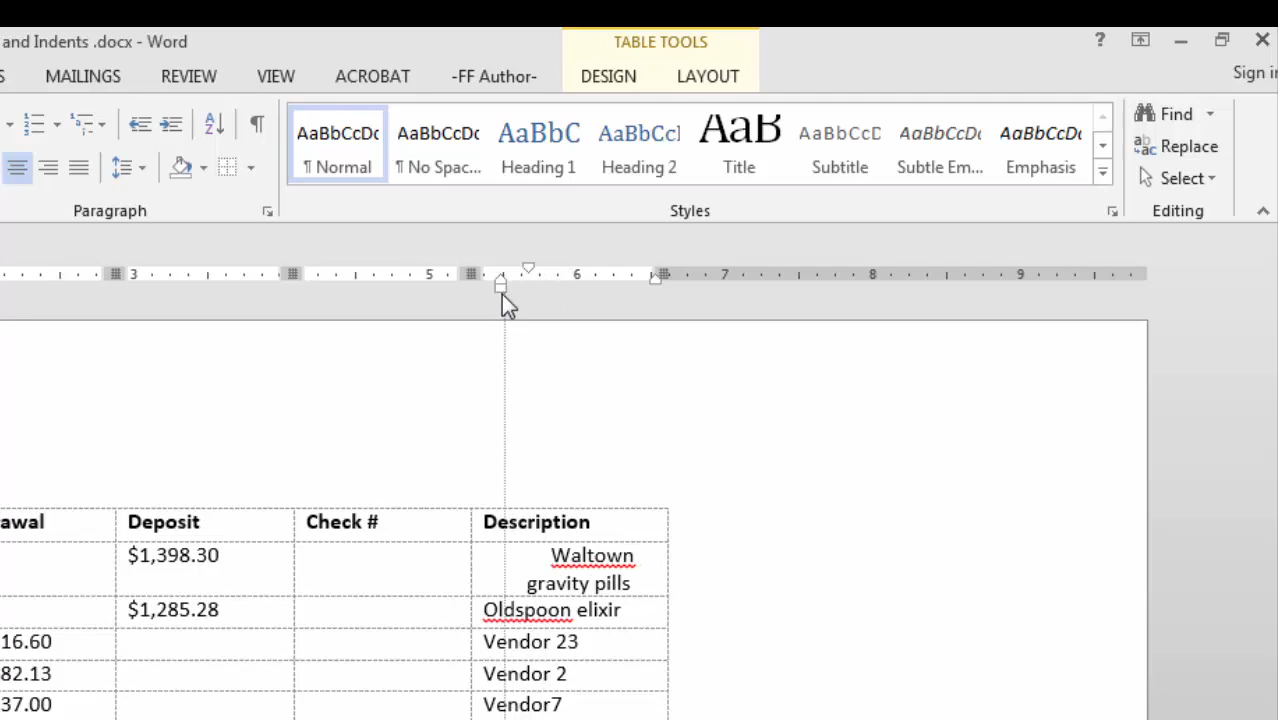 and Indents .docx - Word
TABLE TOOLS
?
S MAILINGS REVIEW VIEW ACROBAT -FF Author- DESIGN LAYOUT
Sign in
AaBbCcDc AaBbCcDc AaBbC AaBbCcl AaB AaBbCcD AaBbCcDc AaBbCcDc
¶ Normal ¶ No Spac... Heading 1 Heading 2 Title Subtitle Subtle Em... Emphasis
Find
Replace
Select
Paragraph Styles Editing
3 5 6 7 8 9
awal Deposit Check # Description
$1,398.30 Waltown
gravity pills
$1,285.28 Oldspoon elixir
16.60 Vendor 23
82.13 Vendor 2
37.00 Vendor7